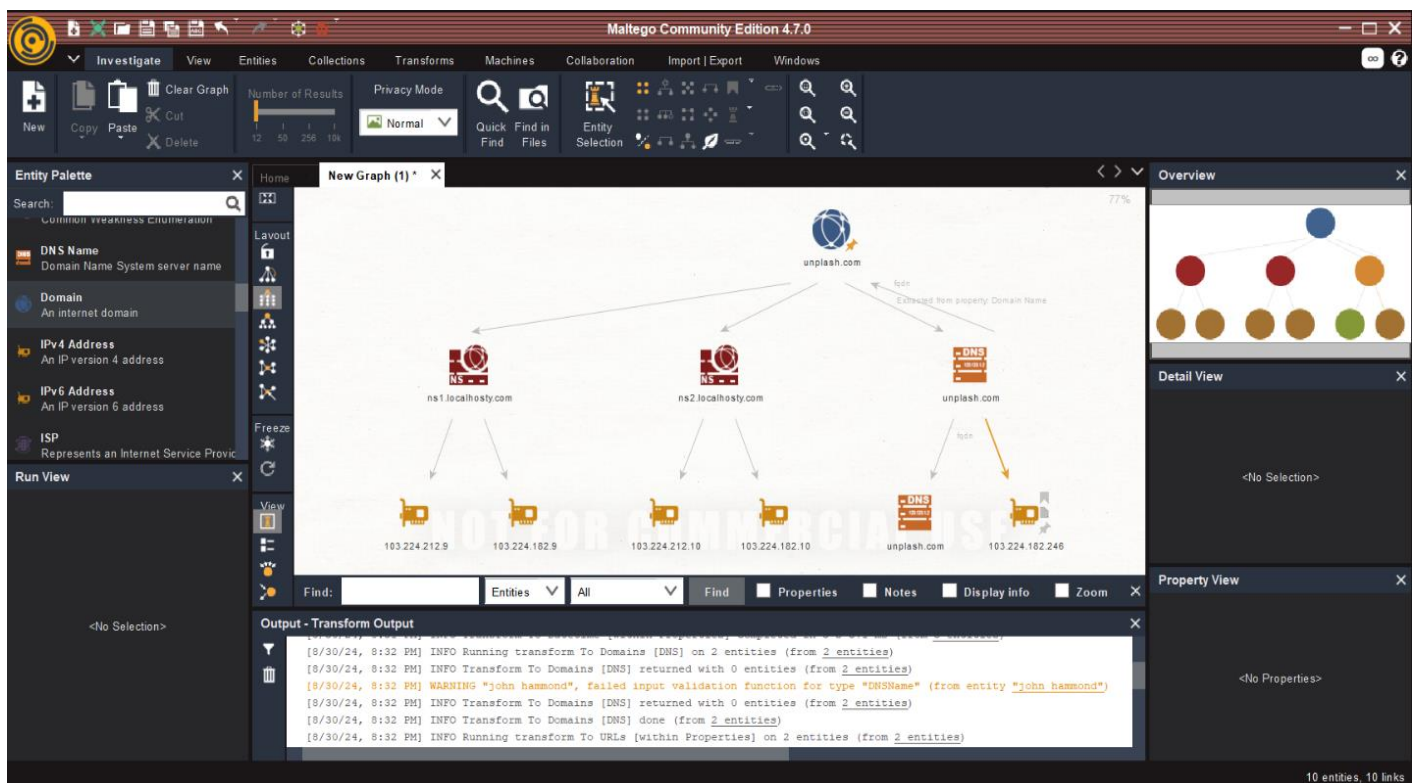 Maltego Community Edition 4.7.0
Investigate View Entities Collections Transforms Machines Collaboration Import | Export Windows
New
Copy
Paste
Clear Graph
Cut
Delete
Number of Results
12 50 256 10k
Privacy Mode
Normal
Quick Find
Find in Files
Entity Selection
Entity Palette
Search:
Common Weakness Enumeration
DNS Name
Domain Name System server name
Domain
An internet domain
IPv4 Address
An IP version 4 address
IPv6 Address
An IP version 6 address
ISP
Represents an Internet Service Provic
Run View
<No Selection>
Home
New Graph (1) *
Layout
Freeze
View
77%
unplash.com
fqdn
Extracted from property: Domain Name
NS
ns1.localhosty.com
NS
ns2.localhosty.com
DNS
unplash.com
fqdn
103.224.212.9
103.224.182.9
103.224.212.10
103.224.182.10
DNS
unplash.com
103.224.182.246
NOT FOR COMMERCIAL USE
Find:
Entities
All
Find
Properties
Notes
Display info
Zoom
Output - Transform Output
[8/30/24, 8:32 PM] INFO Running transform To Domains [DNS] on 2 entities (from 2 entities)
[8/30/24, 8:32 PM] INFO Transform To Domains [DNS] returned with 0 entities (from 2 entities)
[8/30/24, 8:32 PM] WARNING "john hammond", failed input validation function for type "DNSName" (from entity "john hammond")
[8/30/24, 8:32 PM] INFO Transform To Domains [DNS] returned with 0 entities (from 2 entities)
[8/30/24, 8:32 PM] INFO Transform To Domains [DNS] done (from 2 entities)
[8/30/24, 8:32 PM] INFO Running transform To URLs [within Properties] on 2 entities (from 2 entities)
Overview
Detail View
<No Selection>
Property View
<No Properties>
10 entities, 10 links